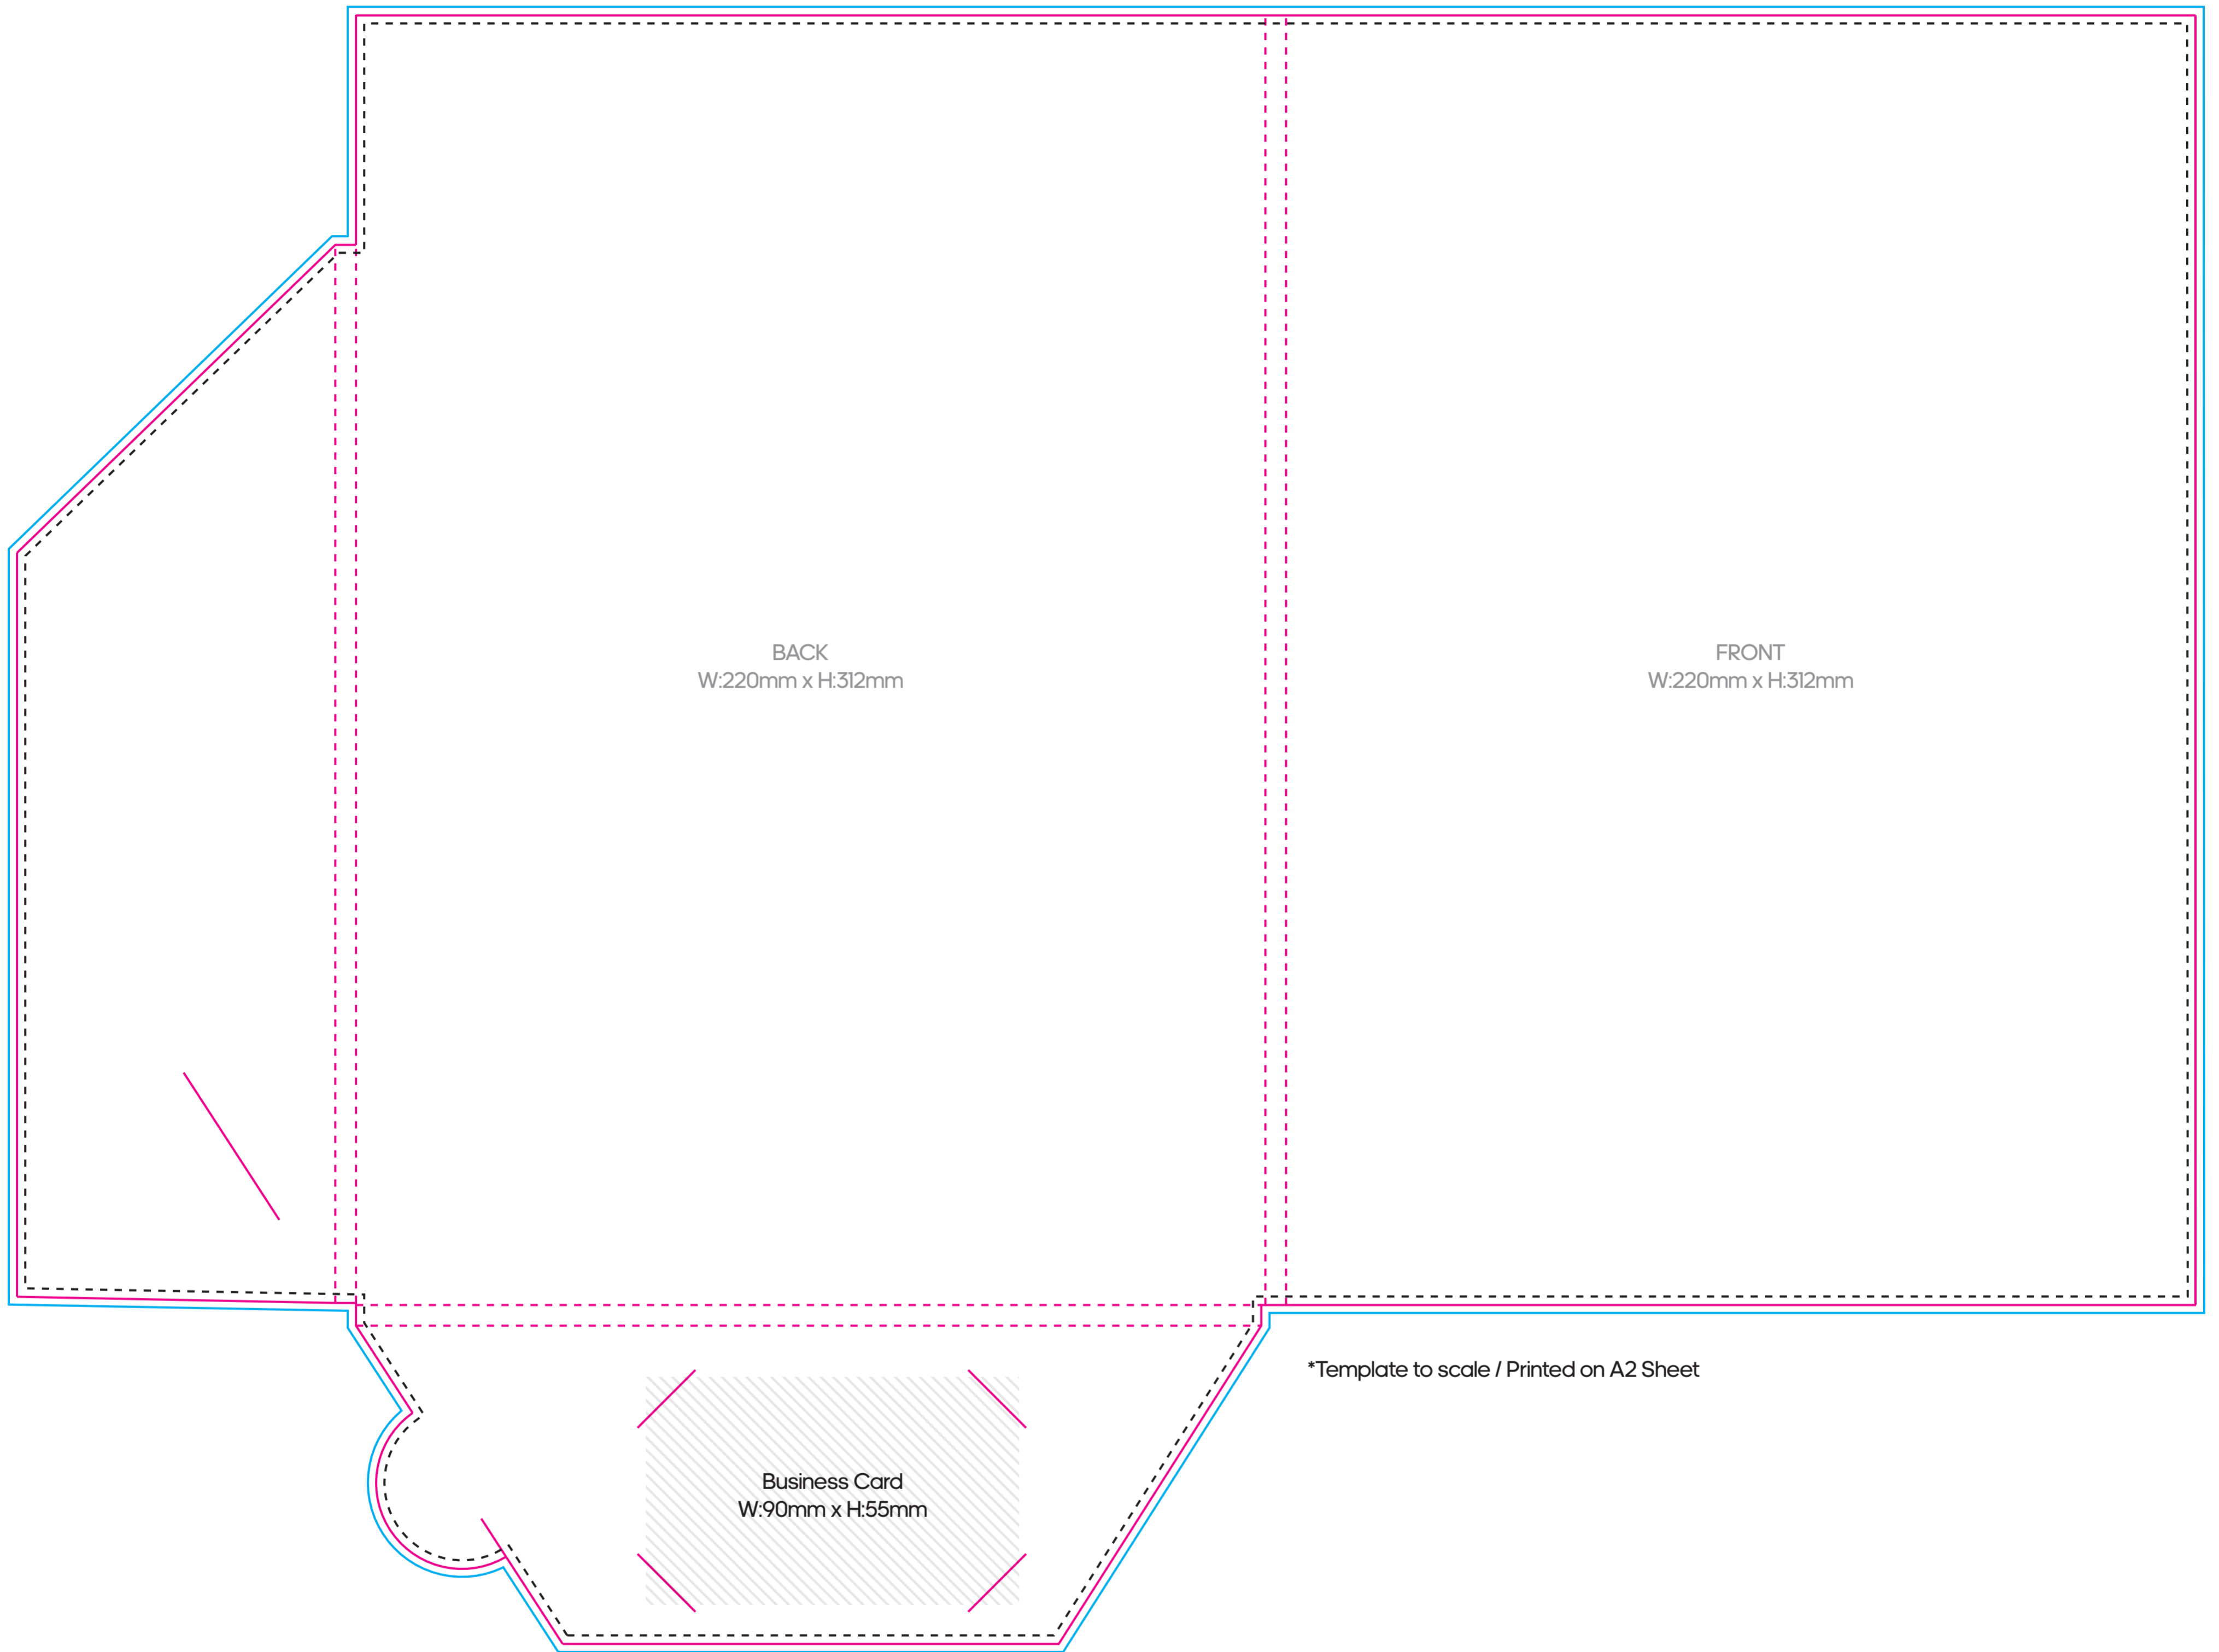 BACK
W:220mm x H:312mm
FRONT
W:220mm x H:312mm
*Template to scale / Printed on A2 Sheet
Business Card
W:90mm x H:55mm